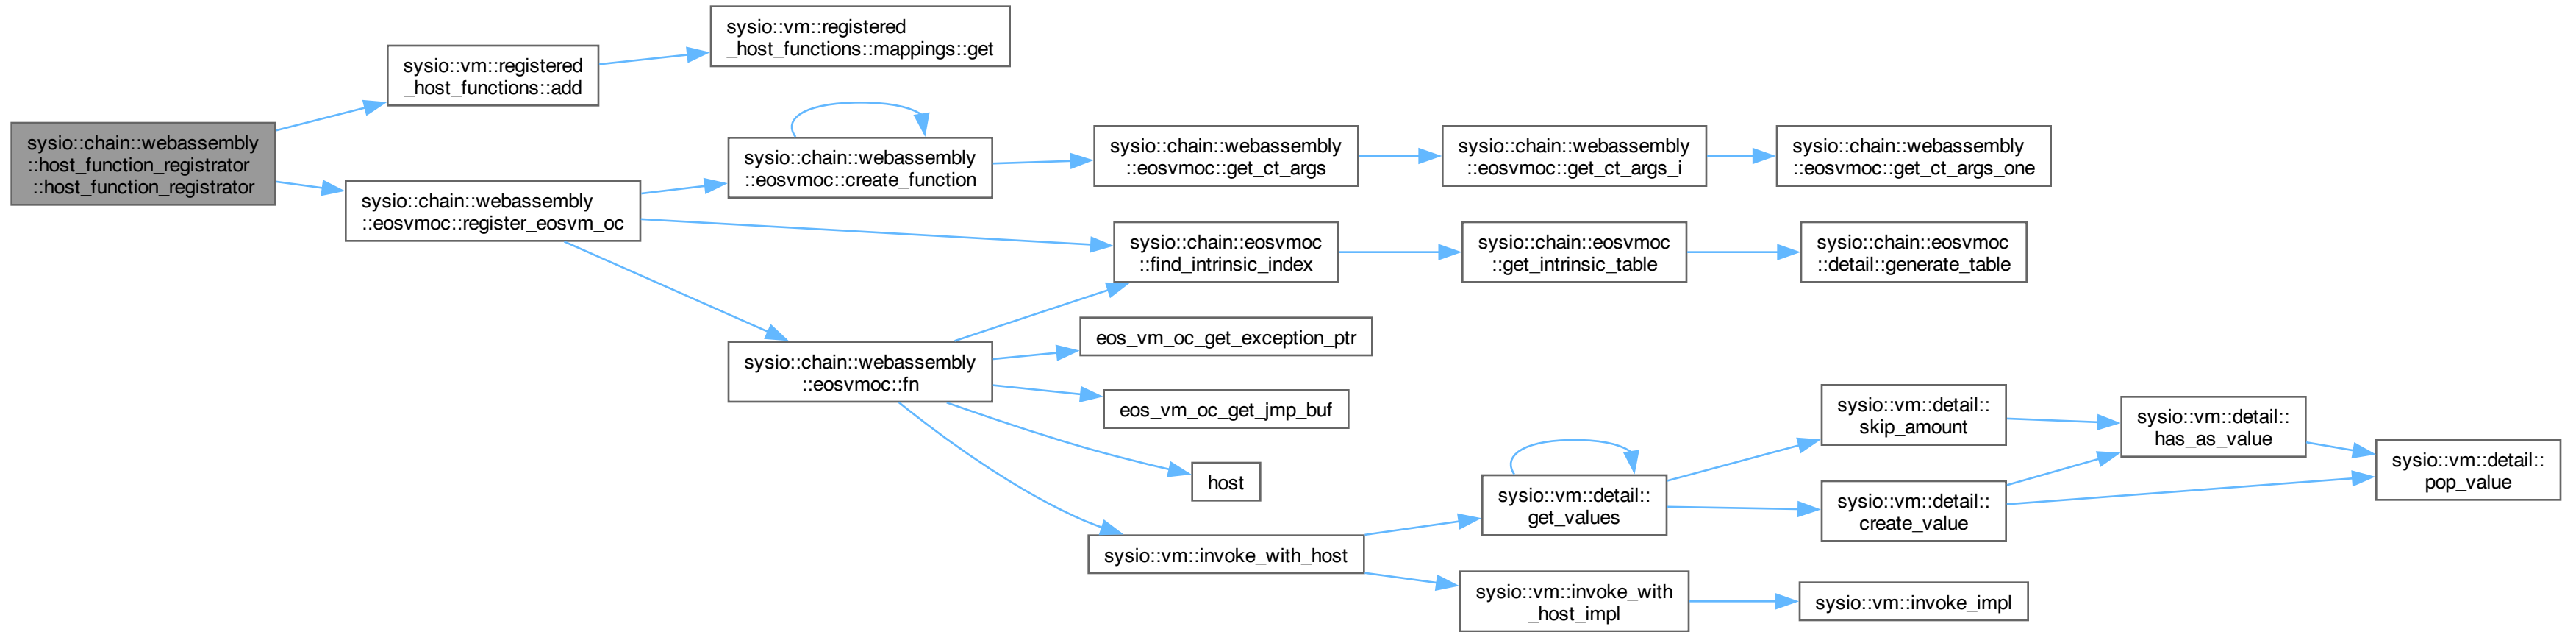 sysio::chain::webassembly
::host_function_registrator
::host_function_registrator
sysio::vm::registered
_host_functions::add
sysio::vm::registered
_host_functions::mappings::get
sysio::chain::webassembly
::eosvmoc::register_eosvm_oc
sysio::chain::webassembly
::eosvmoc::create_function
sysio::chain::webassembly
::eosvmoc::get_ct_args
sysio::chain::webassembly
::eosvmoc::get_ct_args_i
sysio::chain::webassembly
::eosvmoc::get_ct_args_one
sysio::chain::eosvmoc
::find_intrinsic_index
sysio::chain::eosvmoc
::get_intrinsic_table
sysio::chain::eosvmoc
::detail::generate_table
sysio::chain::webassembly
::eosvmoc::fn
eos_vm_oc_get_exception_ptr
eos_vm_oc_get_jmp_buf
host
sysio::vm::invoke_with_host
sysio::vm::detail::
get_values
sysio::vm::detail::
skip_amount
sysio::vm::detail::
has_as_value
sysio::vm::detail::
pop_value
sysio::vm::detail::
create_value
sysio::vm::invoke_with
_host_impl
sysio::vm::invoke_impl